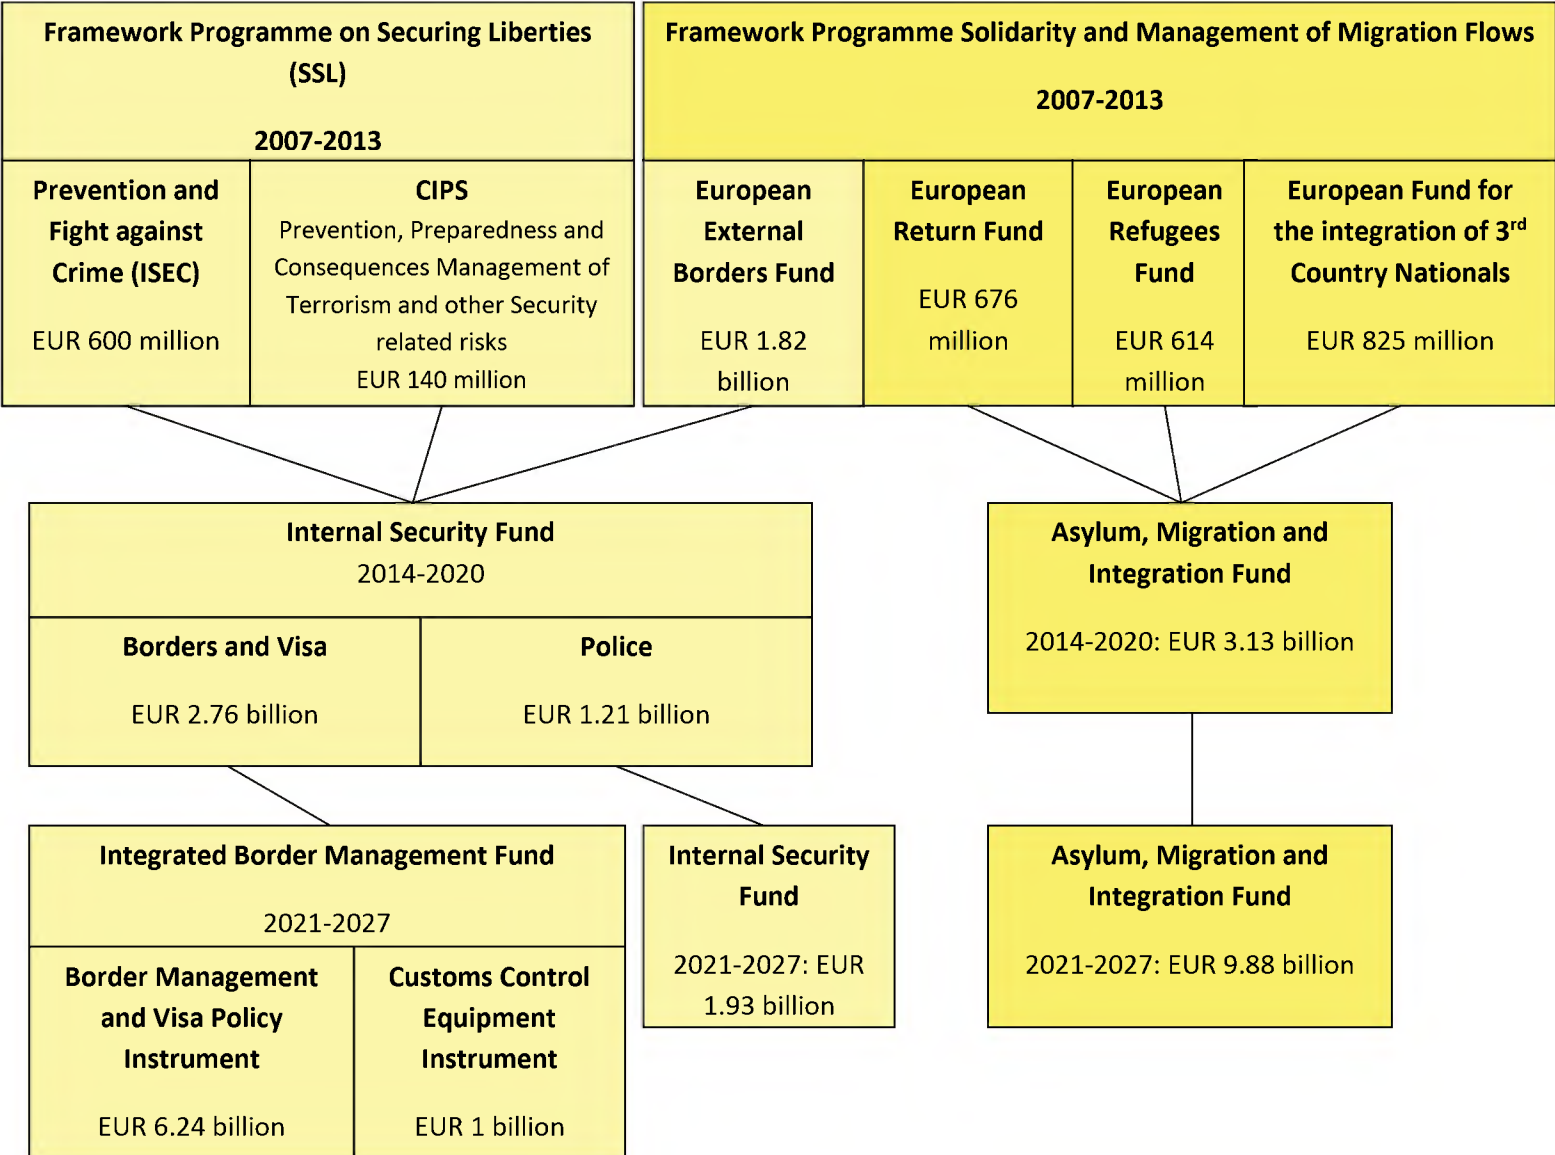 Framework Programme on Securing Liberties
(SSL)
2007-2013
Framework Programme Solidarity and Management of Migration Flows
2007-2013
Prevention and
Fight against
Crime (ISEC)
EUR 600 million
CIPS
Prevention, Preparedness and
Consequences Management of
Terrorism and other Security
related risks
EUR 140 million
European
External
Borders Fund
EUR 1.82
billion
European
Return Fund
EUR 676
million
European
Refugees
Fund
EUR 614
million
European Fund for
the integration of 3rd
Country Nationals
EUR 825 million
Internal Security Fund
2014-2020
Borders and Visa
EUR 2.76 billion
Police
EUR 1.21 billion
Asylum, Migration and
Integration Fund
2014-2020: EUR 3.13 billion
Integrated Border Management Fund
2021-2027
Border Management
and Visa Policy
Instrument
EUR 6.24 billion
Customs Control
Equipment
Instrument
EUR 1 billion
Internal Security
Fund
2021-2027: EUR
1.93 billion
Asylum, Migration and
Integration Fund
2021-2027: EUR 9.88 billion